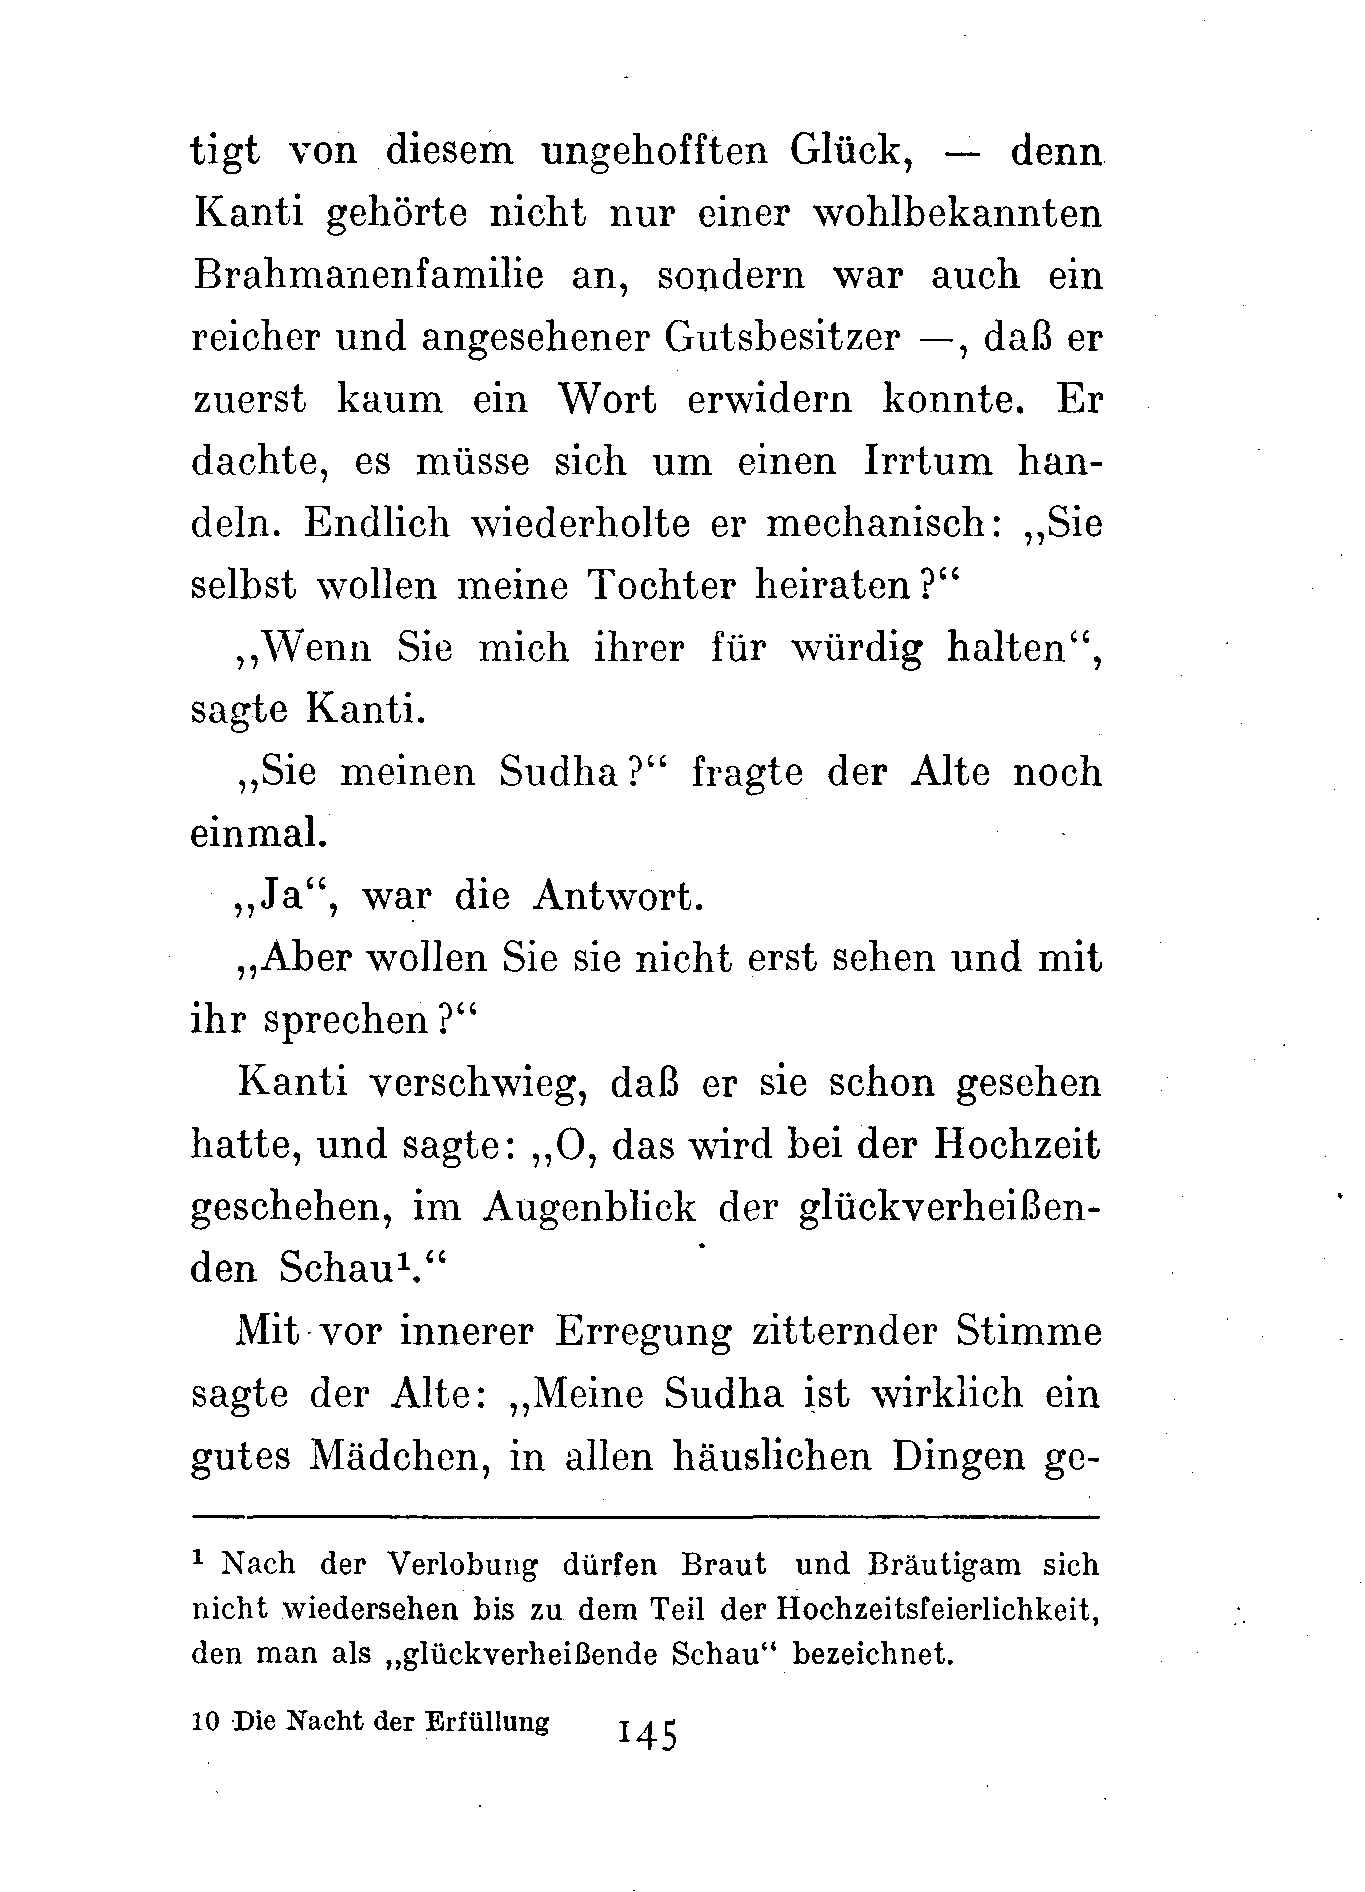 tigt von diesem ungehofften Glück, — denn
Kanti gehörte nicht nur einer wohlbekannten
Brahmanenfamilie an, sondern war auch ein
reicher und angesehener Gutsbesitzer —, daß er
zuerst kaum ein Wort erwidern konnte. Er
dachte, es müsse sich um einen Irrtum han-
deln. Endlich wiederholte er mechanisch: „Sie
selbst wollen meine Tochter heiraten?“
„Wenn Sie mich ihrer für würdig halten“,
sagte Kanti.
„Sie meinen Sudha?“ fragte der Alte noch
einmal.
„Ja“, war die Antwort.
„Aber wollen Sie sie nicht erst sehen und mit
ihr sprechen?“
Kanti verschwieg, daß er sie schon gesehen
hatte, und sagte: „O, das wird bei der Hochzeit
geschehen, im Augenblick der glückverheißen-
den Schau¹.“
Mit vor innerer Erregung zitternder Stimme
sagte der Alte: „Meine Sudha ist wirklich ein
gutes Mädchen, in allen häuslichen Dingen ge-
¹ Nach der Verlobung dürfen Braut und Bräutigam sich
nicht wiedersehen bis zu dem Teil der Hochzeitsfeierlichkeit,
den man als „glückverheißende Schau“ bezeichnet.
10 Die Nacht der Erfüllung 145